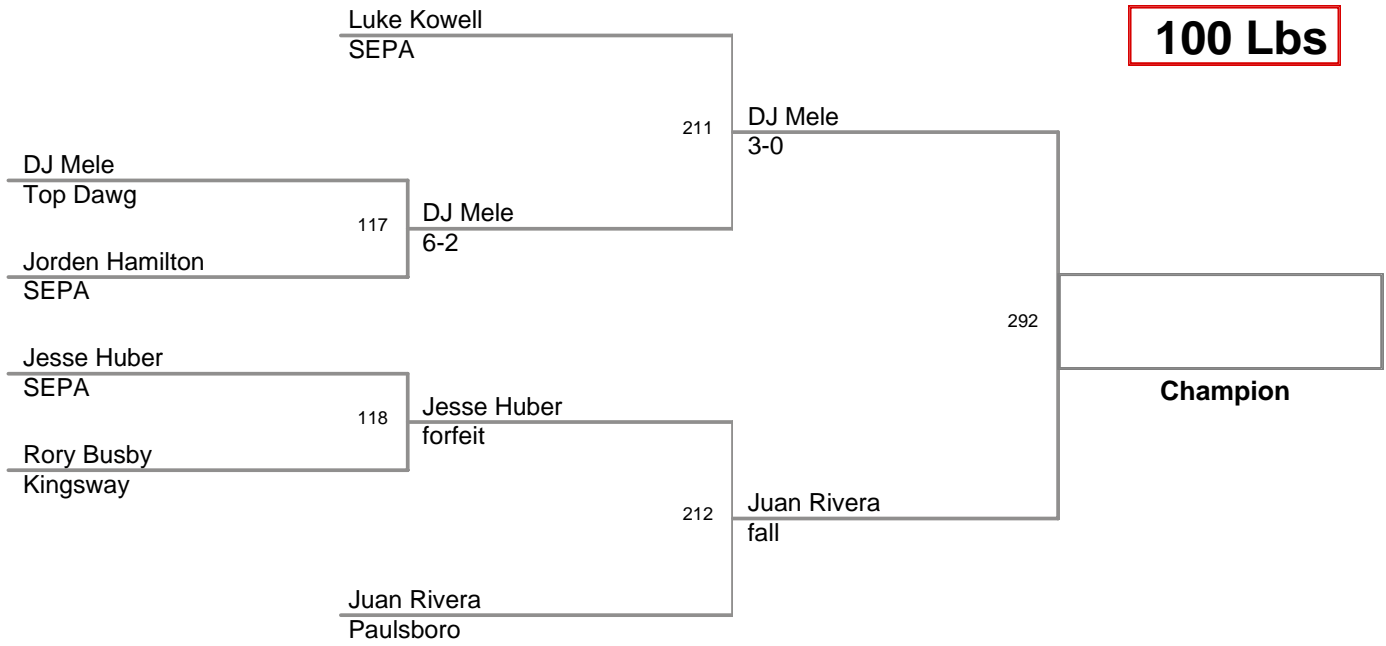 Luke Kowell
SEPA
100 Lbs
211
DJ Mele
3-0
DJ Mele
Top Dawg
117
DJ Mele
6-2
Jorden Hamilton
SEPA
292
Champion
Jesse Huber
SEPA
118
Jesse Huber
forfeit
Rory Busby
Kingsway
212
Juan Rivera
fall
Juan Rivera
Paulsboro